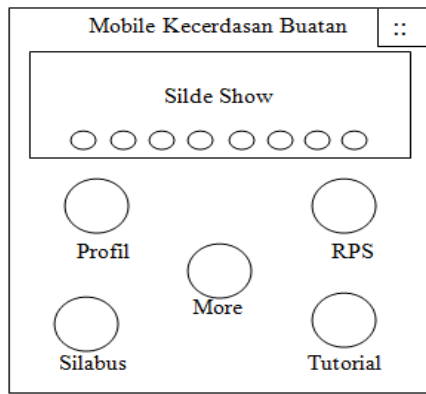 Mobile Kecerdasan Buatan ::
Silde Show
Profil
RPS
More
Silabus
Tutorial